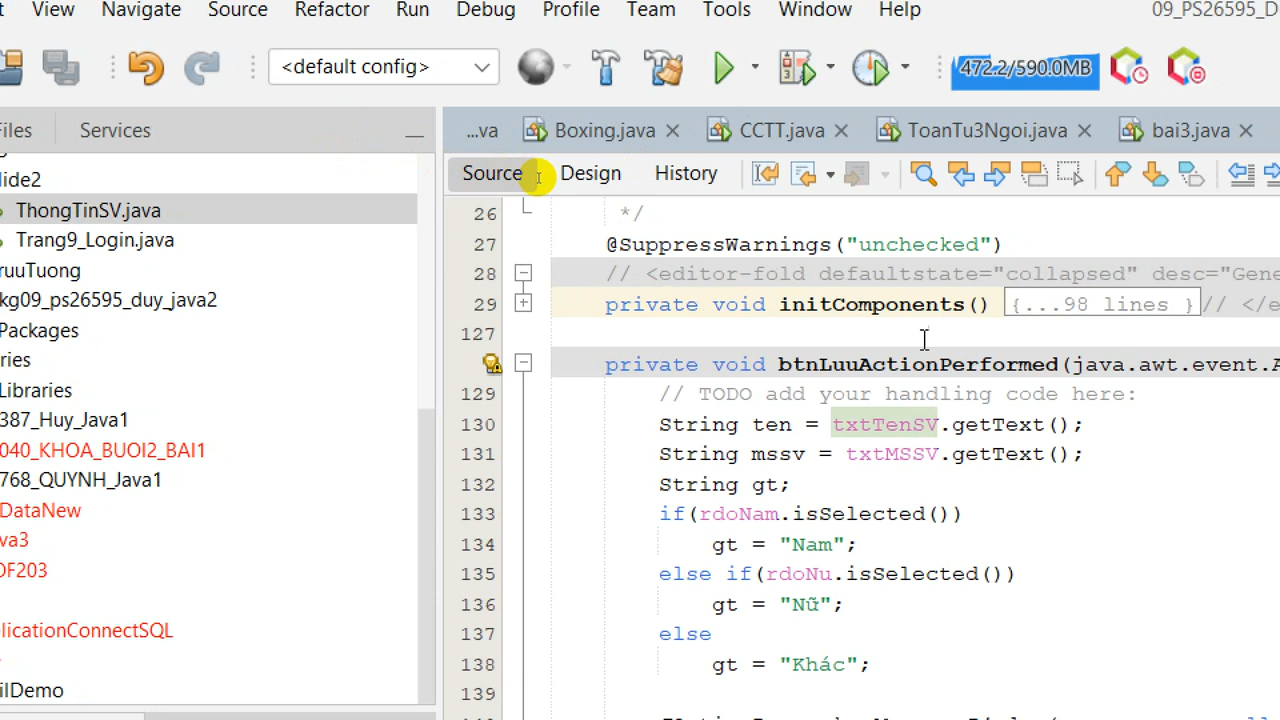 View Navigate Source Refactor Run Debug Profile Team Tools Window Help 09_PS26595_D
<default config> 472.2/590.0MB
Files Services
...va Boxing.java CCTT.java ToanTu3Ngoi.java bai3.java
Source Design History
lide2
ThongTinSV.java
Trang9_Login.java
ruuTuong
kg09_ps26595_duy_java2
Packages
ries
Libraries
387_Huy_Java1
040_KHOA_BUOI2_BAI1
768_QUYNH_Java1
DataNew
va3
OF203
plicationConnectSQL
ilDemo
26 */
27 @SuppressWarnings("unchecked")
28 // <editor-fold defaultstate="collapsed" desc="Gene
29 private void initComponents() {...98 lines }// </e
127
private void btnLuuActionPerformed(java.awt.event.A
129 // TODO add your handling code here:
130 String ten = txtTenSV.getText();
131 String mssv = txtMSSV.getText();
132 String gt;
133 if(rdoNam.isSelected())
134 gt = "Nam";
135 else if(rdoNu.isSelected())
136 gt = "Nữ";
137 else
138 gt = "Khác";
139